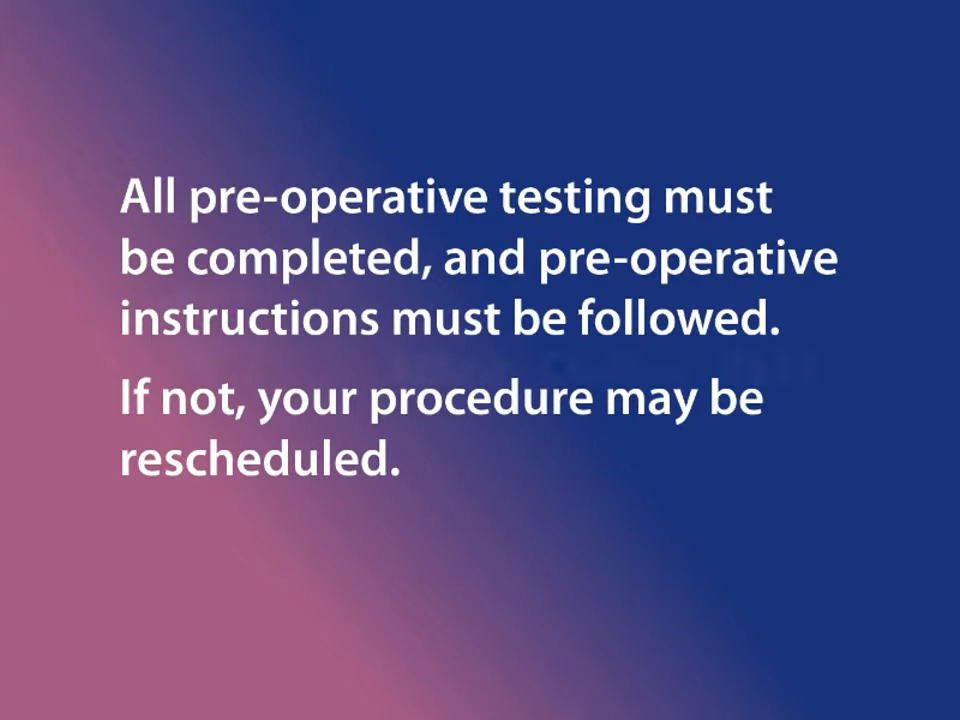 All pre-operative testing must
be completed, and pre-operative
instructions must be followed.
If not, your procedure may be
rescheduled.